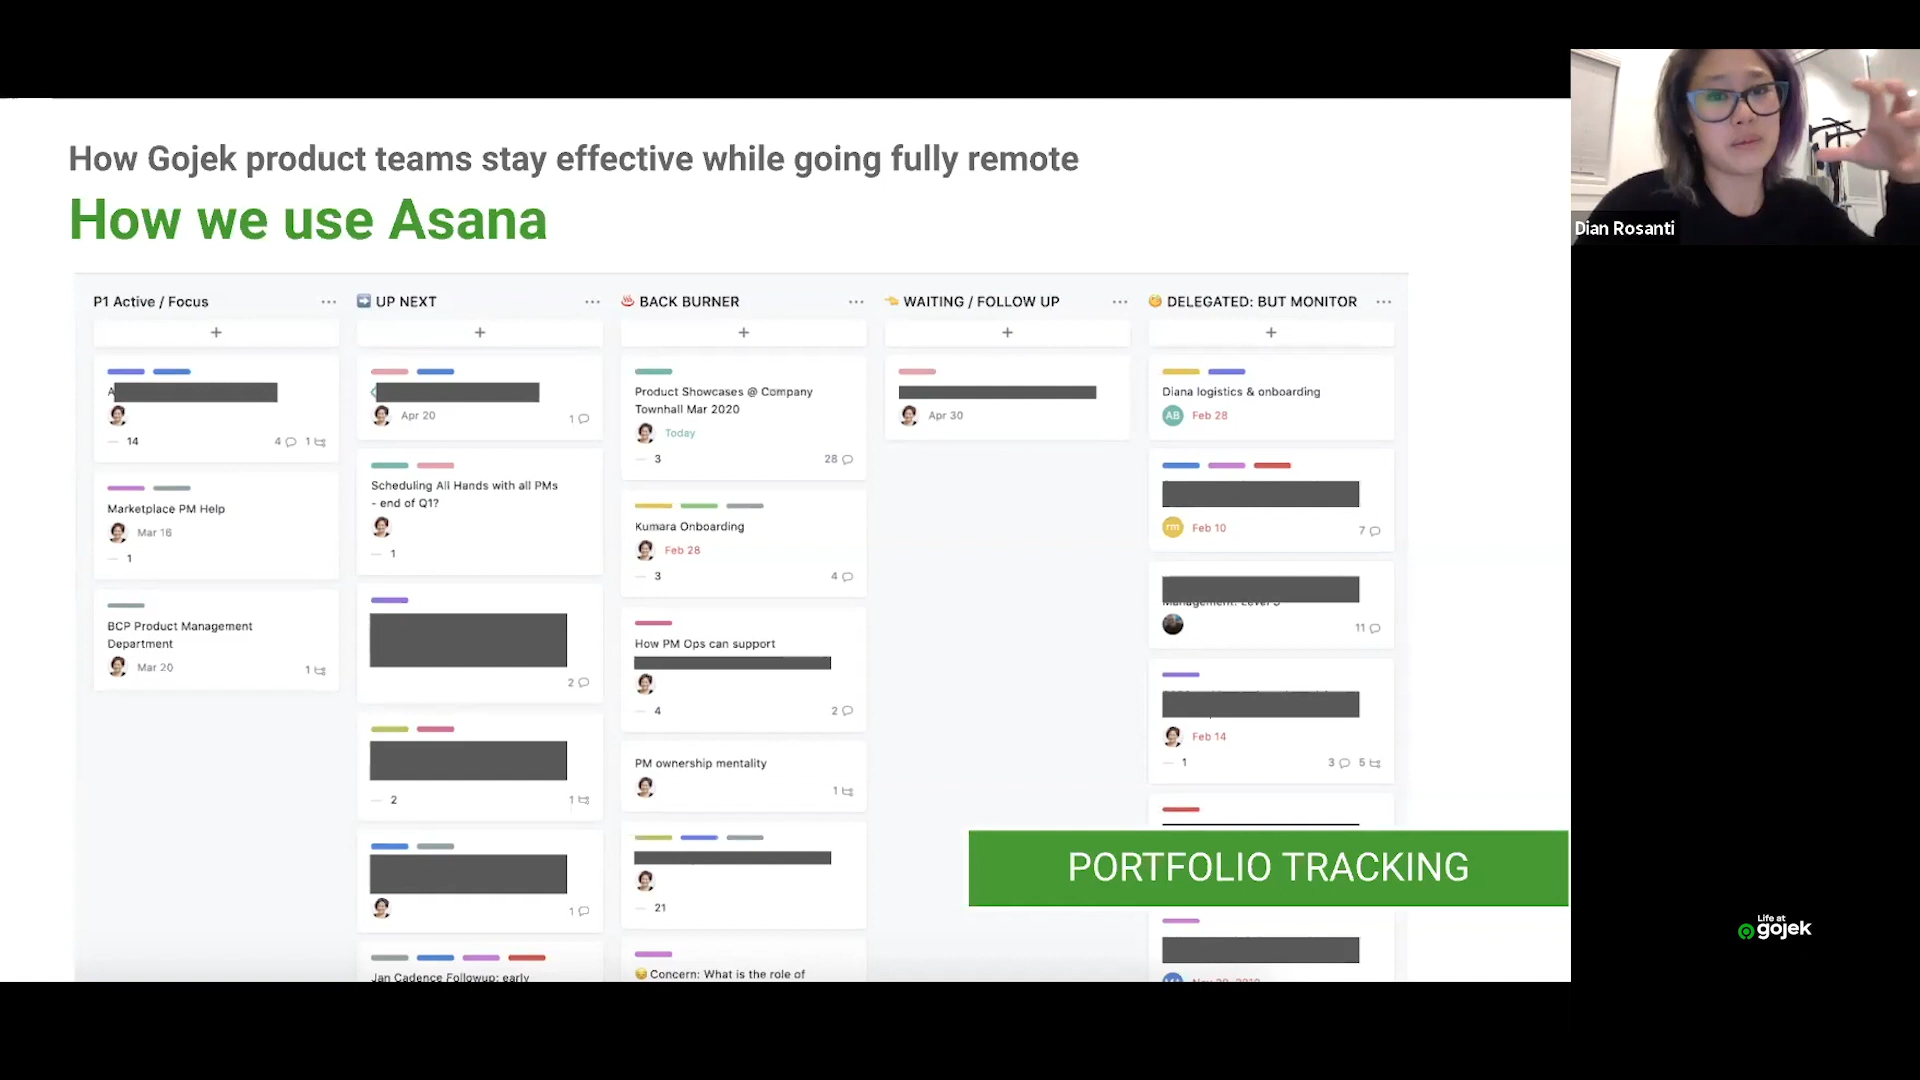 How Gojek product teams stay effective while going fully remote
How we use Asana
Dian Rosanti
P1 Active / Focus
A
14
4
1
Marketplace PM Help
Mar 16
1
BCP Product Management
Department
Mar 20
1
UP NEXT
Apr 20
1
Scheduling All Hands with all PMs
- end of Q1?
1
2
2
1
1
Jan Cadence Followup: early
BACK BURNER
Product Showcases @ Company
Townhall Mar 2020
Today
3
28
Kumara Onboarding
Feb 28
3
4
How PM Ops can support
4
2
PM ownership mentality
1
21
Concern: What is the role of
WAITING / FOLLOW UP
Apr 30
DELEGATED: BUT MONITOR
Diana logistics & onboarding
AB
Feb 28
rm
Feb 10
7
11
Feb 14
1
3
5
PORTFOLIO TRACKING
Life at
gojek